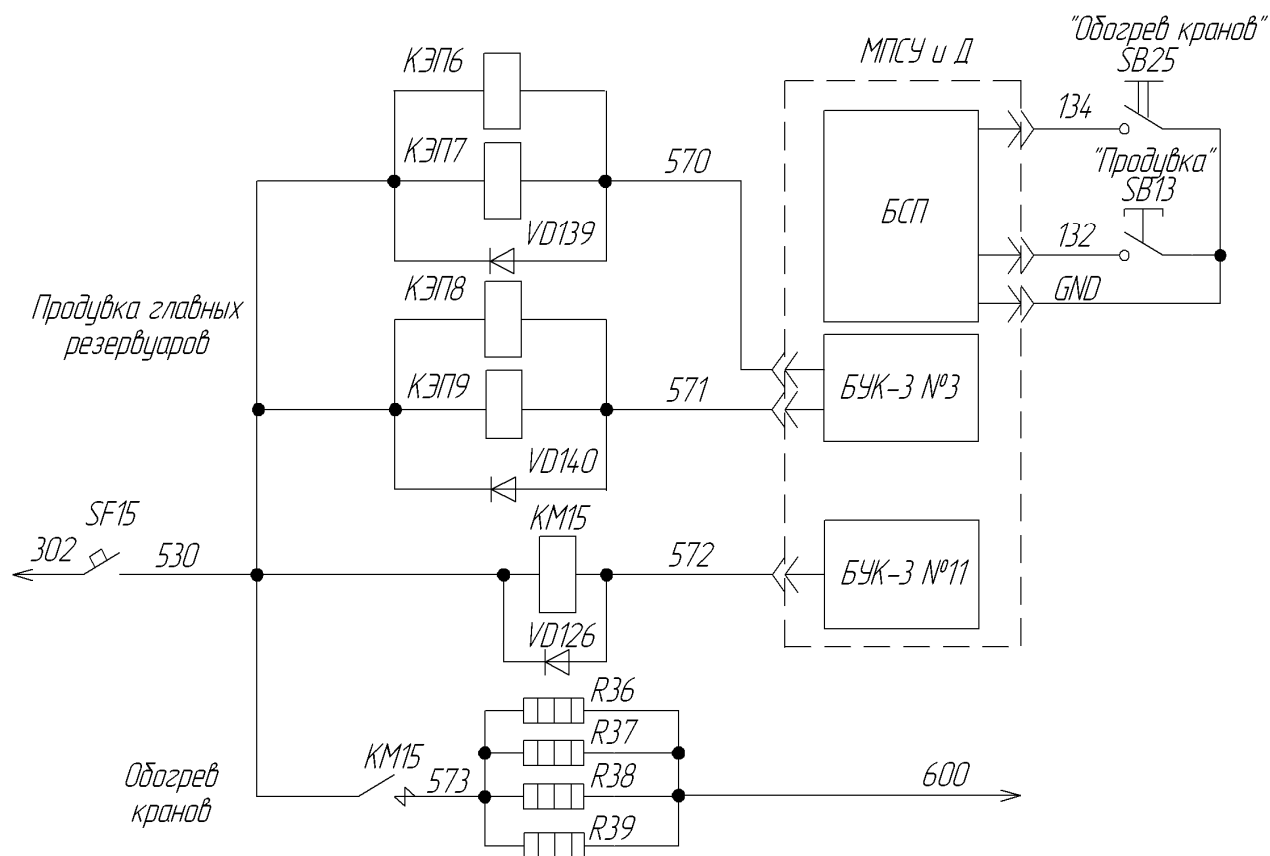 "Обогрев кранов"
SB25
МПСУ и Д
КЭП6
134
КЭП7
570
"Продувка"
SB13
БСП
132
VD139
GND
КЭП8
Продувка главных
резервуаров
КЭП9
571
БУК-3 №3
VD140
SF15
КМ15
302
530
572
БУК-3 №11
VD126
R36
R37
КМ15
573
R38
600
Обогрев
кранов
R39